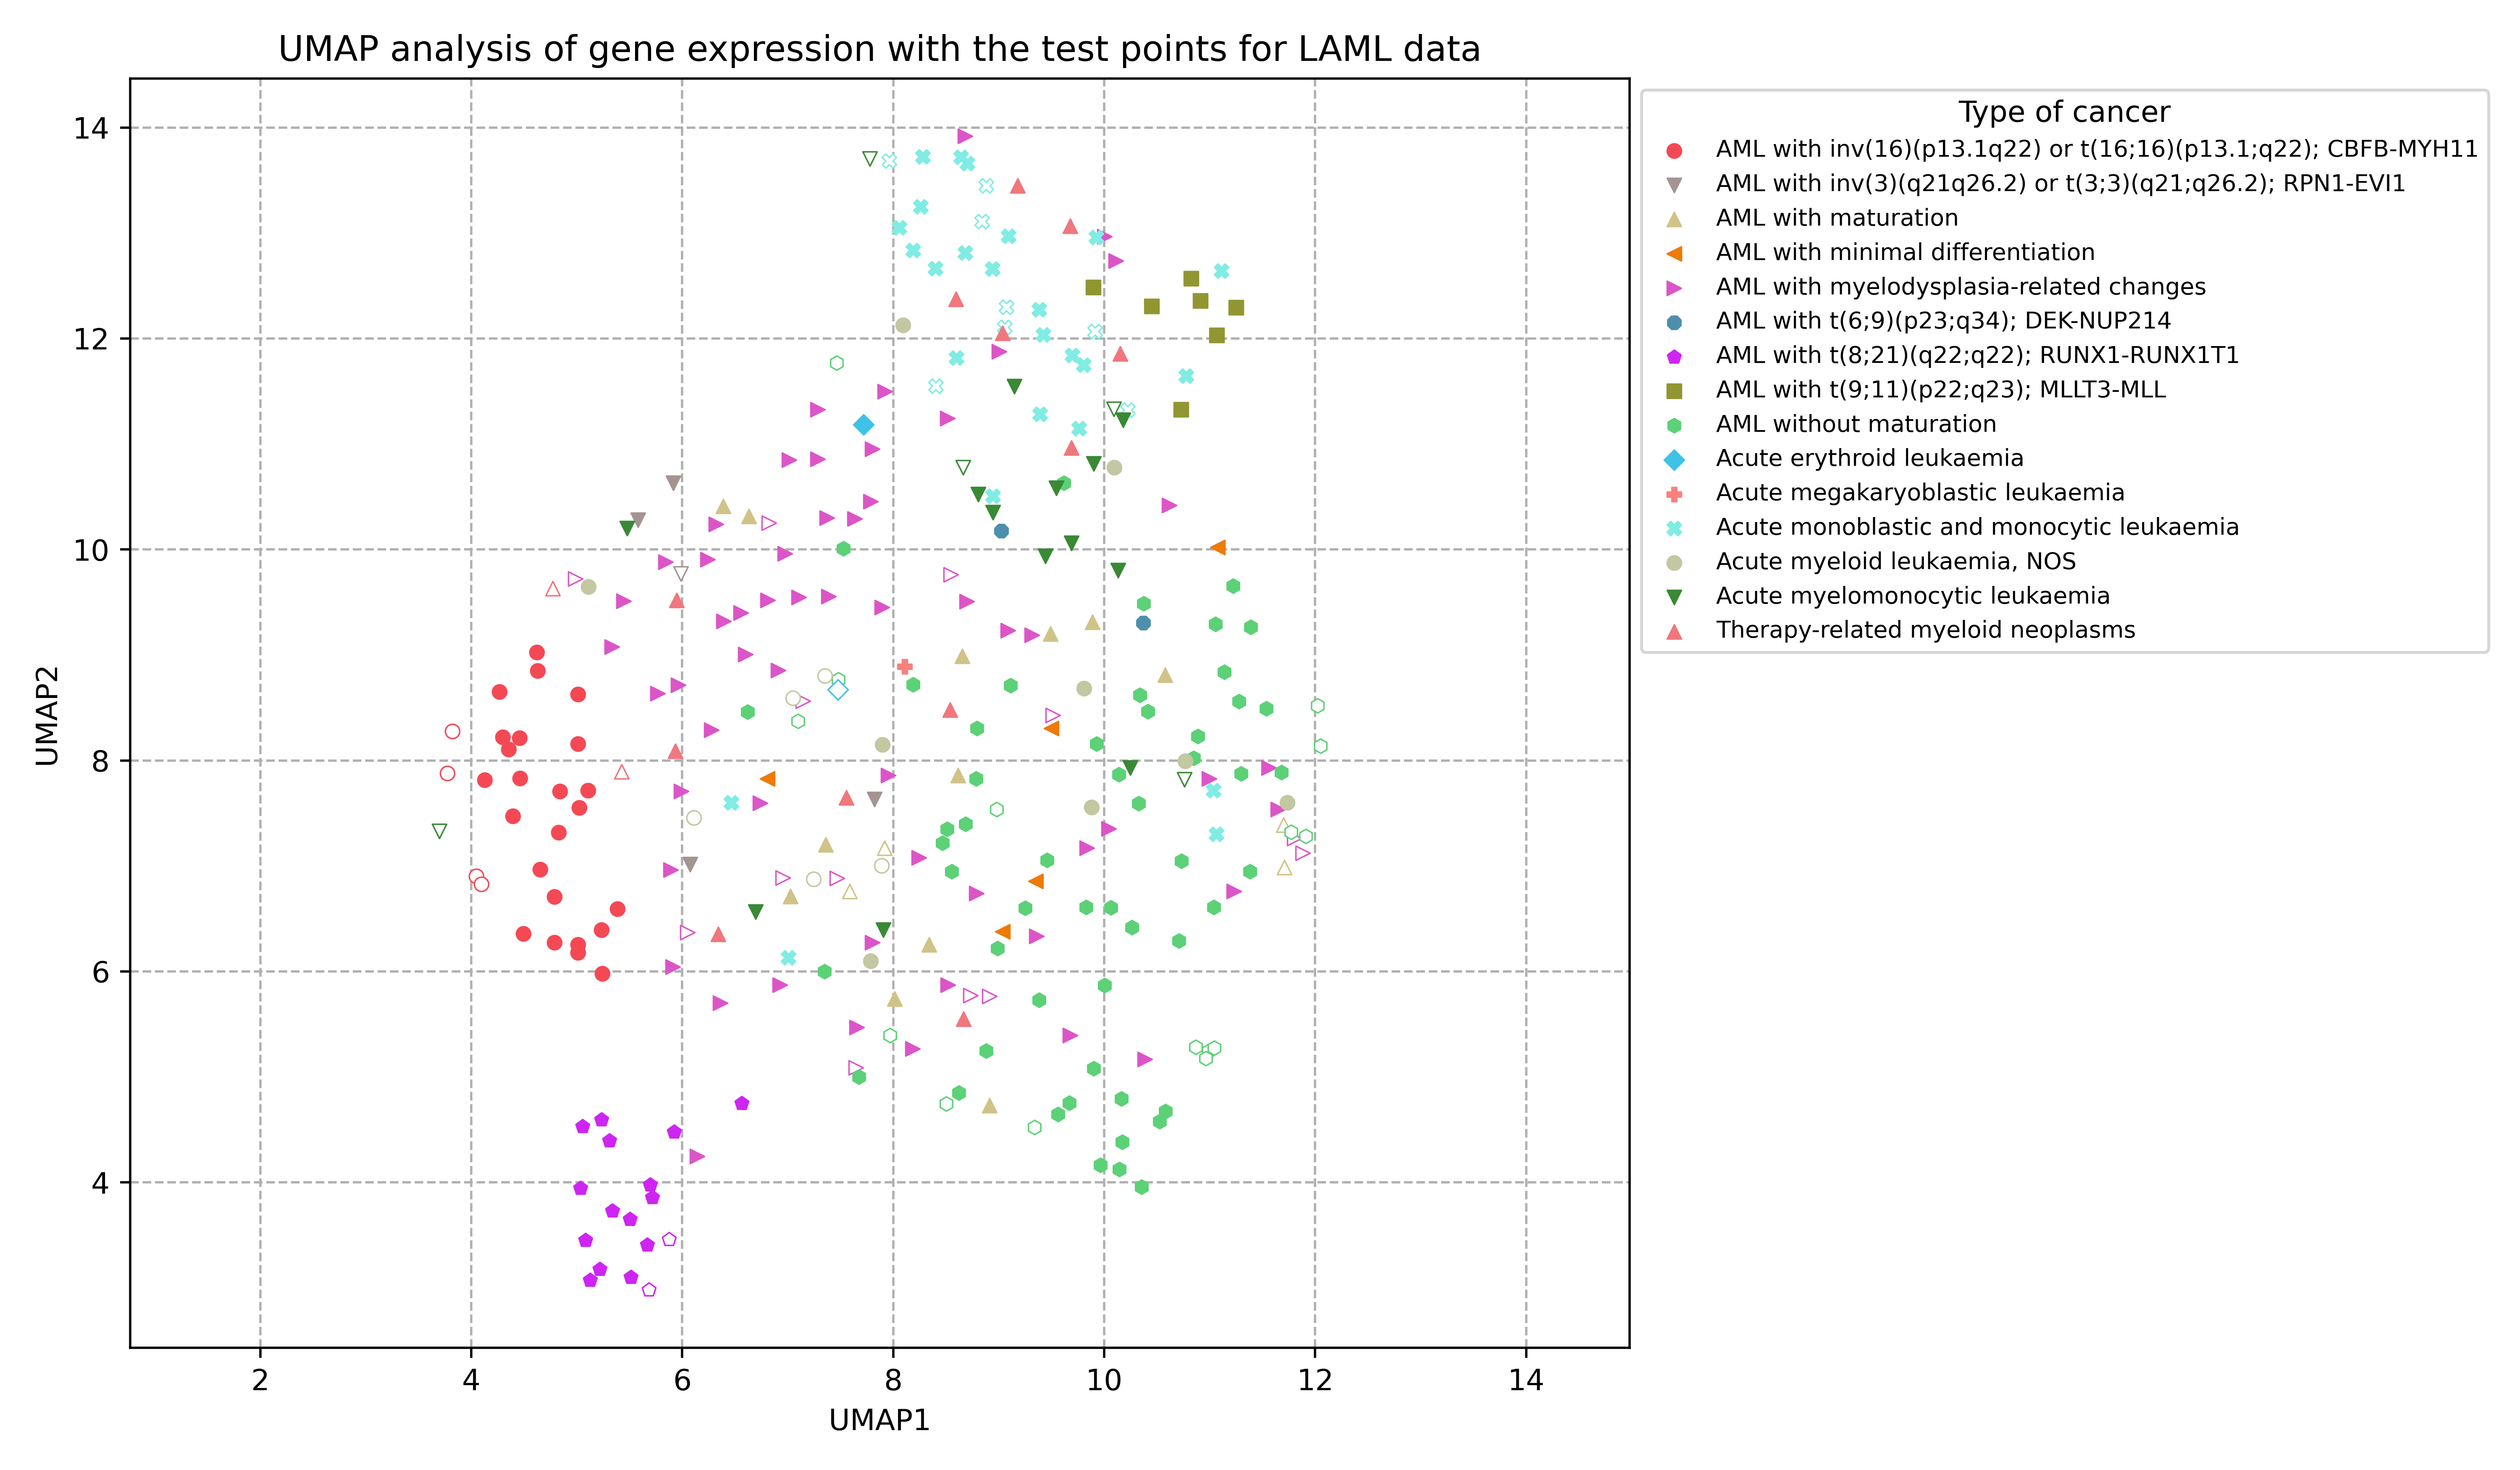 UMAP analysis of gene expression with the test points for LAML data
14
12
10
8
6
4
UMAP2
2
4
6
8
10
12
14
UMAP1
Type of cancer
AML with inv(16)(p13.1q22) or t(16;16)(p13.1;q22); CBFB-MYH11
AML with inv(3)(q21q26.2) or t(3;3)(q21;q26.2); RPN1-EVI1
AML with maturation
AML with minimal differentiation
AML with myelodysplasia-related changes
AML with t(6;9)(p23;q34); DEK-NUP214
AML with t(8;21)(q22;q22); RUNX1-RUNX1T1
AML with t(9;11)(p22;q23); MLLT3-MLL
AML without maturation
Acute erythroid leukaemia
Acute megakaryoblastic leukaemia
Acute monoblastic and monocytic leukaemia
Acute myeloid leukaemia, NOS
Acute myelomonocytic leukaemia
Therapy-related myeloid neoplasms